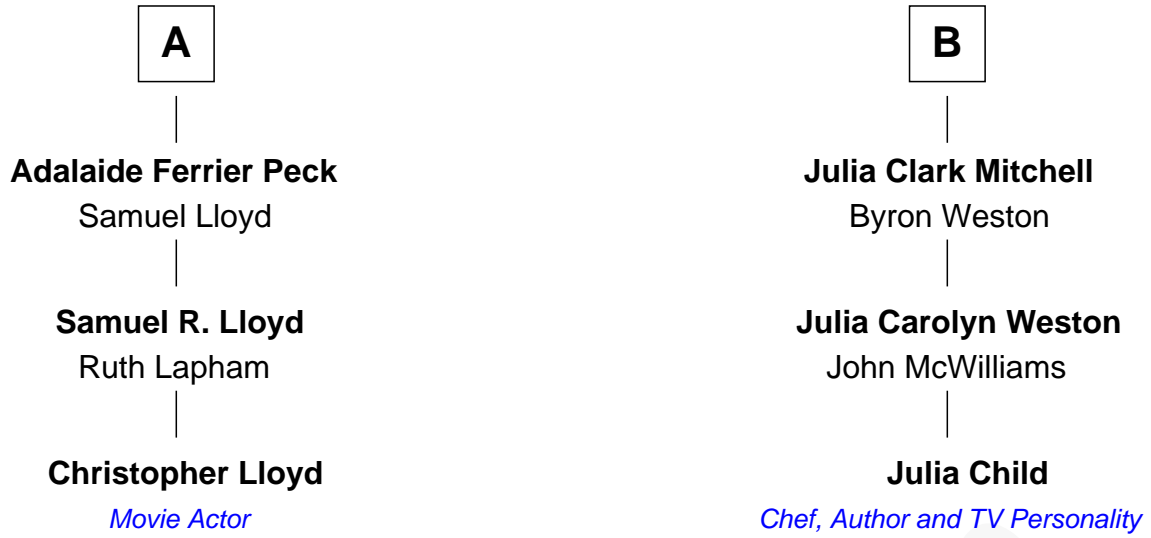 A
Adalaide Ferrier Peck
Samuel Lloyd
Samuel R. Lloyd
Ruth Lapham
Christopher Lloyd
Movie Actor
B
Julia Clark Mitchell
Byron Weston
Julia Carolyn Weston
John McWilliams
Julia Child
Chef, Author and TV Personality